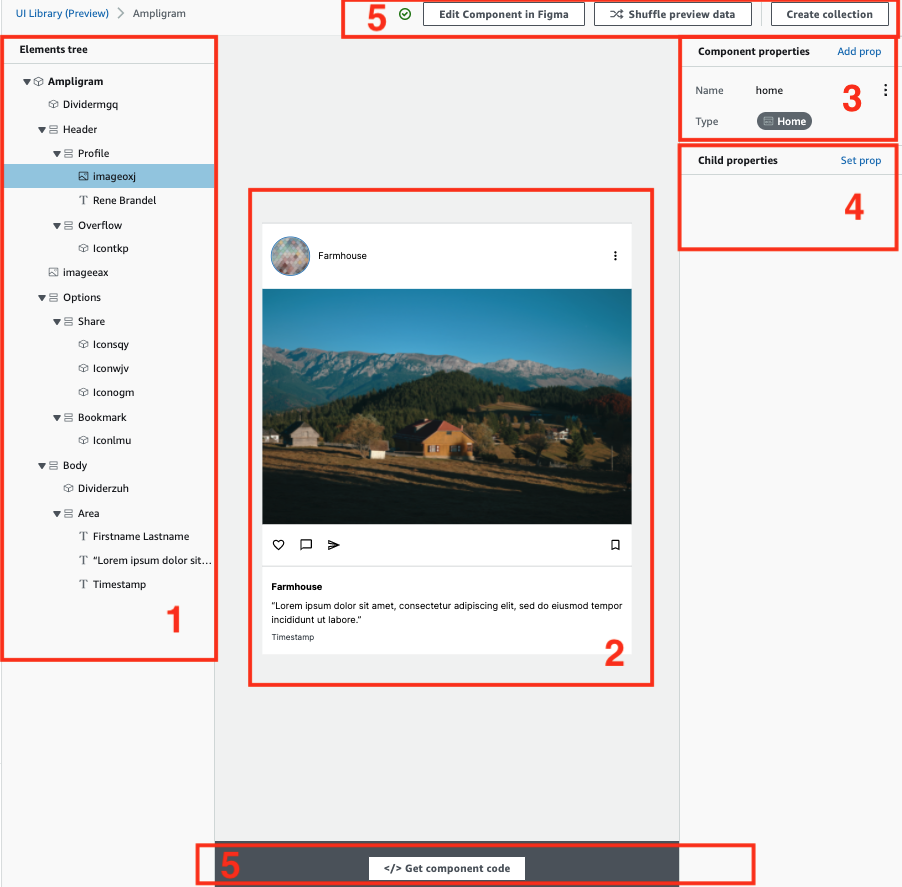 UI Library (Preview) > Ampligram
5
Edit Component in Figma
Shuffle preview data
Create collection
Elements tree
Ampligram
Dividermgq
Header
Profile
imageoxj
Rene Brandel
Overflow
Icontkp
imageeax
Options
Share
Iconsqy
Iconwjv
Iconogm
Bookmark
Iconlmu
Body
Dividerzuh
Area
Firstname Lastname
“Lorem ipsum dolor sit...
Timestamp
1
Farmhouse
Farmhouse
“Lorem ipsum dolor sit amet, consectetur adipiscing elit, sed do eiusmod tempor
incididunt ut labore.”
Timestamp
2
Component properties Add prop
Name home
3
Type Home
Child properties Set prop
4
5
</> Get component code